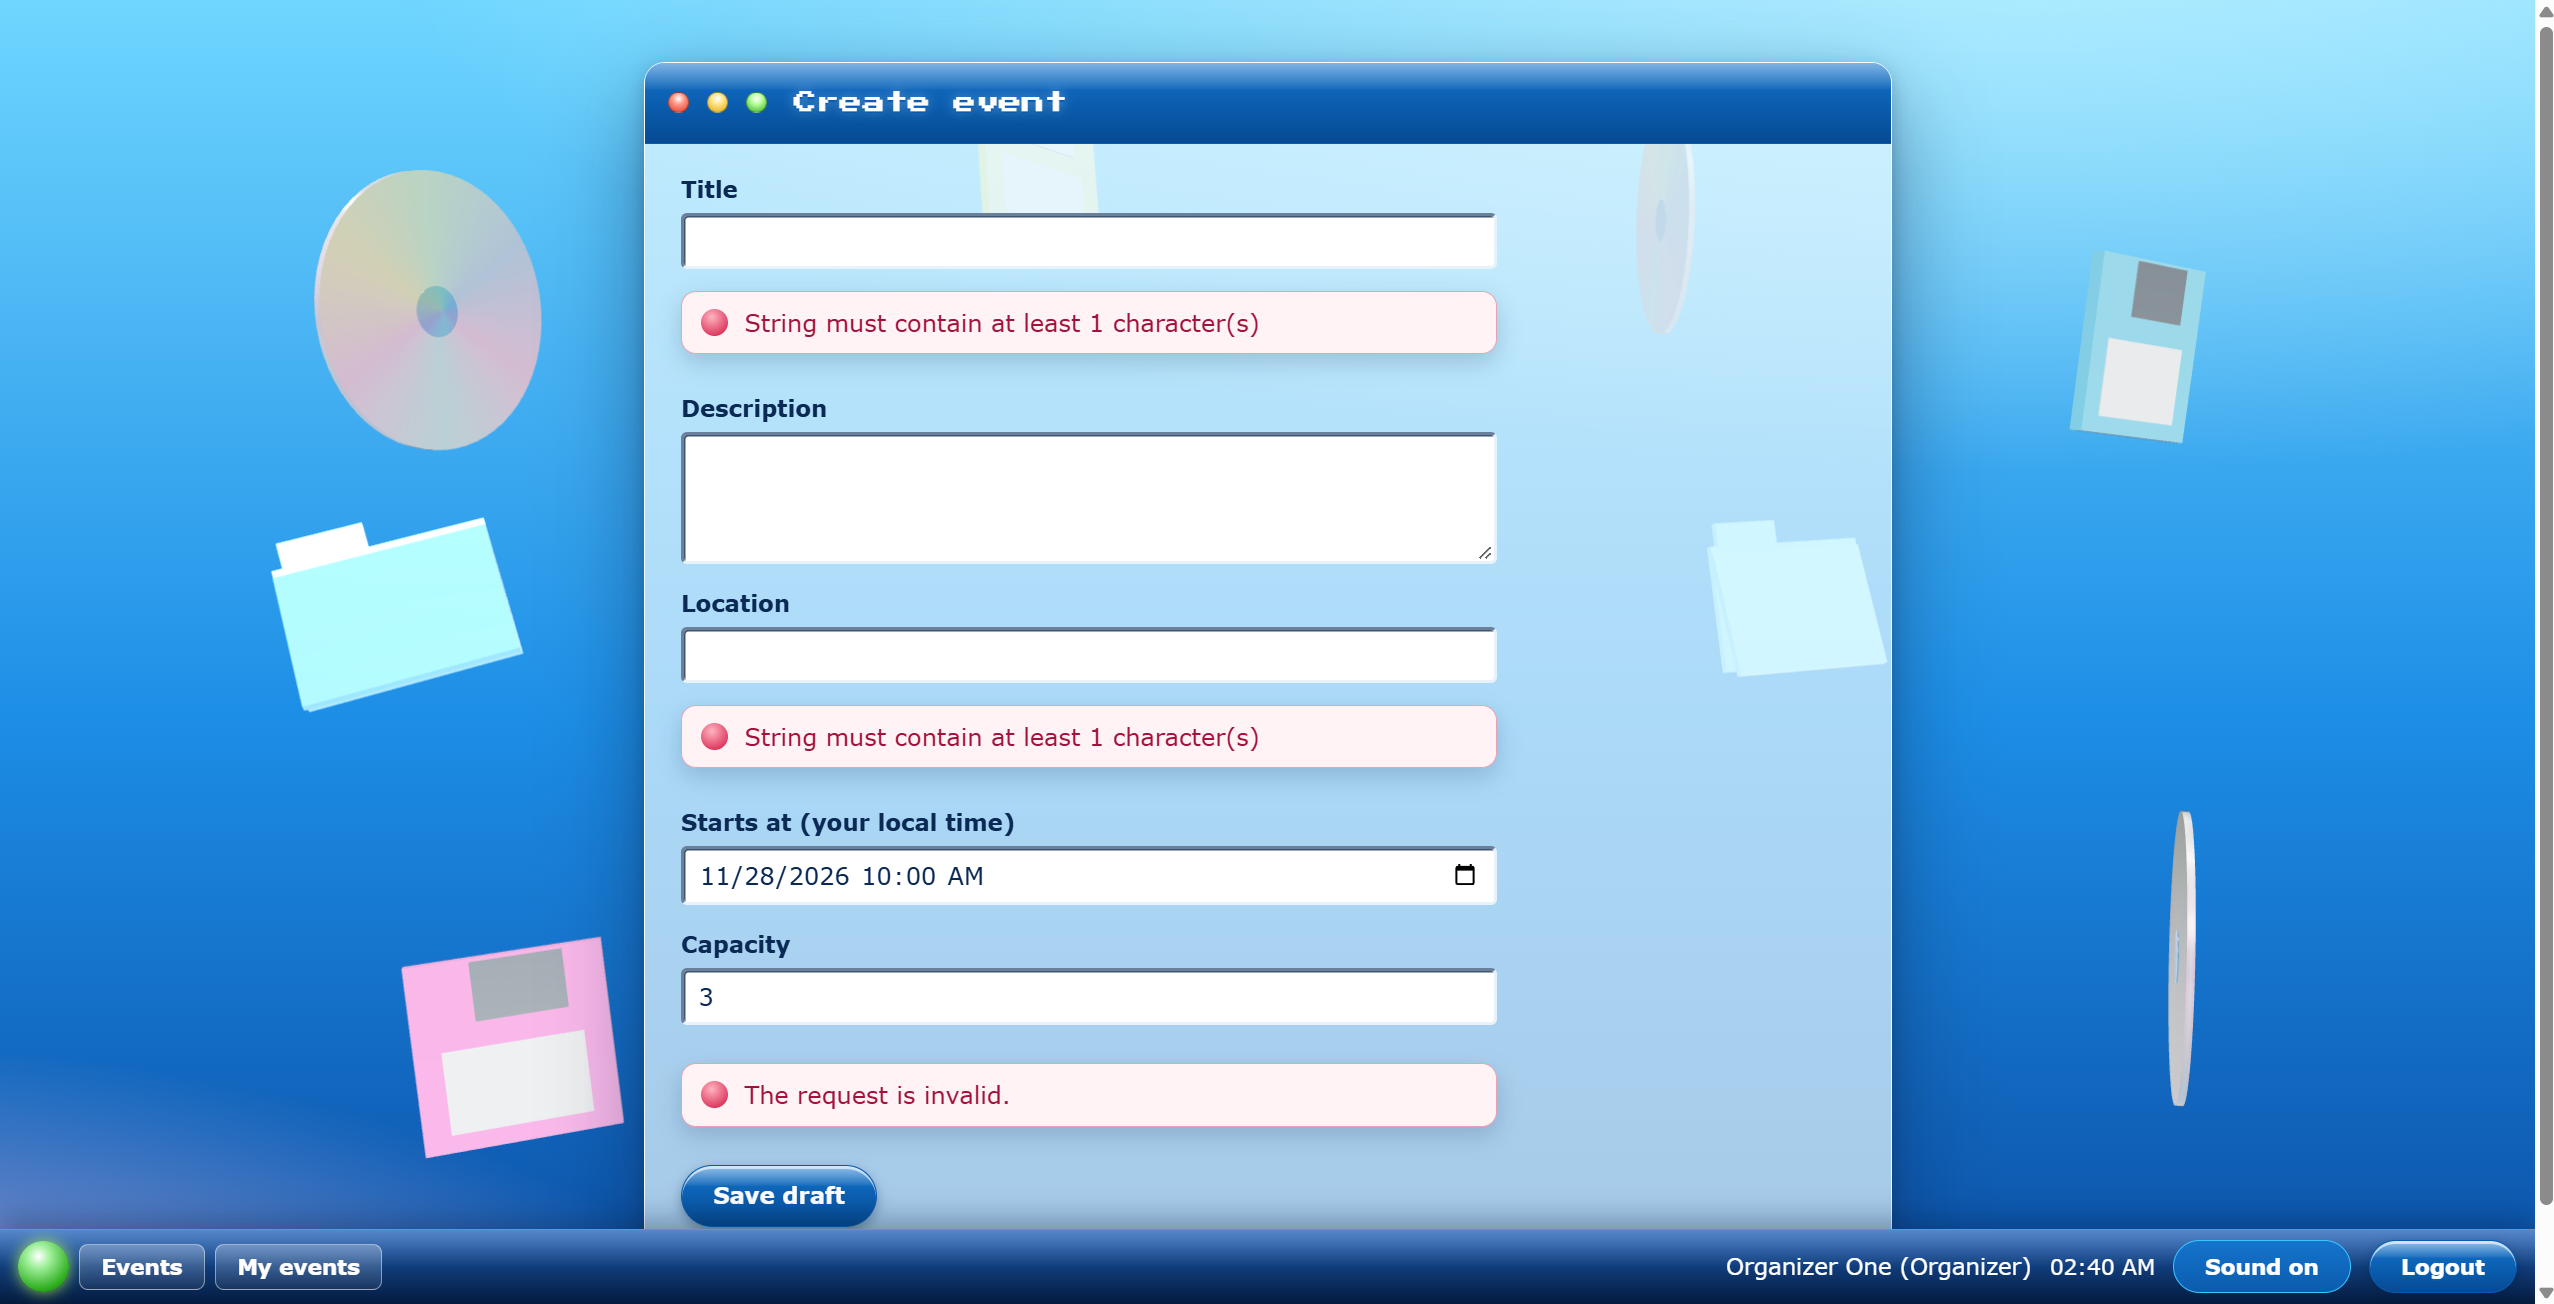 Create event
Title
String must contain at least 1 character(s)
Description
Location
String must contain at least 1 character(s)
Starts at (your local time)
11/28/2026 10:00 AM
Capacity
3
The request is invalid.
Save draft
Events
My events
Organizer One (Organizer)
02:40 AM
Sound on
Logout